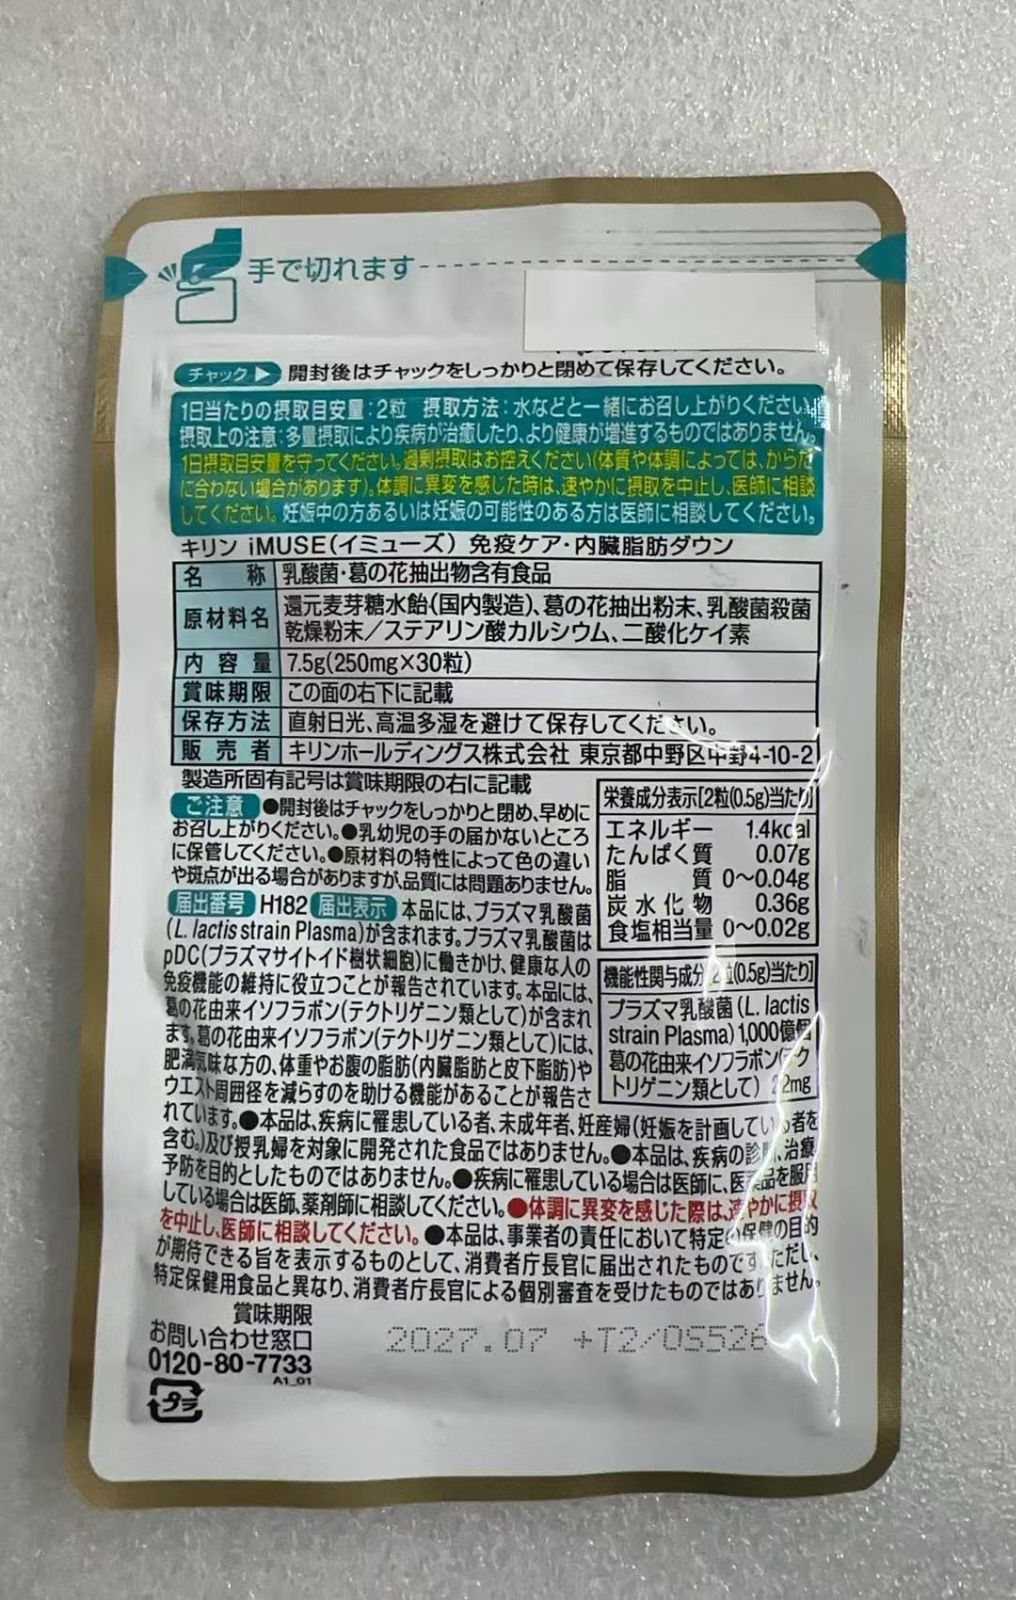 手で切れます
チャック 開封後はチャックをしっかりと閉めて保存してください。
1日当たりの摂取目安量:2粒 摂取方法:水などと一緒にお召し上がりください。
摂取上の注意:多量摂取により疾病が治癒したり、より健康が増進するものではありません。
1日摂取目安量を守ってください。過剰摂取はお控えください(体質や体調によっては、からだ
に合わない場合があります)。体調に異変を感じた時は、速やかに摂取を中止し、医師に相談
してください。妊娠中の方あるいは妊娠の可能性のある方は医師に相談してください。
キリン iMUSE(イミューズ) 免疫ケア・内臓脂肪ダウン
名称 乳酸菌・葛の花抽出物含有食品
原材料名 還元麦芽糖水飴(国内製造)、葛の花抽出粉末、乳酸菌殺菌
乾燥粉末/ステアリン酸カルシウム、二酸化ケイ素
内容量 7.5g(250mg×30粒)
賞味期限 この面の右下に記載
保存方法 直射日光、高温多湿を避けて保存してください。
販売者 キリンホールディングス株式会社 東京都中野区中野4-10-2
製造所固有記号は賞味期限の右に記載
ご注意 ●開封後はチャックをしっかりと閉め、早めに
お召し上がりください。●乳幼児の手の届かないところ
に保管してください。●原材料の特性によって色の違い
や斑点が出る場合がありますが、品質には問題ありません。
栄養成分表示[2粒(0.5g)当たり]
エネルギー 1.4kcal
たんぱく質 0.07g
脂質 0~0.04g
炭水化物 0.36g
食塩相当量 0~0.02g
届出番号 H182 届出表示 本品には、プラズマ乳酸菌
(L. lactis strain Plasma)が含まれます。プラズマ乳酸菌は
pDC(プラズマサイトイド樹状細胞)に働きかけ、健康な人の
免疫機能の維持に役立つことが報告されています。本品には、
葛の花由来イソフラボン(テクトリゲニン類として)が含まれ
ます。葛の花由来イソフラボン(テクトリゲニン類として)には、
肥満気味な方の、体重やお腹の脂肪(内臓脂肪と皮下脂肪)や
ウエスト周囲径を減らすのを助ける機能があることが報告さ
れています。●本品は、疾病に罹患している者、未成年者、妊産婦(妊娠を計画している者を
含む。)及び授乳婦を対象に開発された食品ではありません。●本品は、疾病の診断、治療、
予防を目的としたものではありません。●疾病に罹患している場合は医師に、医薬品を服用
している場合は医師、薬剤師に相談してください。●体調に異変を感じた際は、速やかに摂取
を中止し、医師に相談してください。●本品は、事業者の責任において特定の保健の目的
が期待できる旨を表示するものとして、消費者庁長官に届出されたものです。ただし、
特定保健用食品と異なり、消費者庁長官による個別審査を受けたものではありません。
機能性関与成分[2粒(0.5g)当たり]
プラズマ乳酸菌(L. lactis
strain Plasma) 1,000億個
葛の花由来イソフラボン(テク
トリゲニン類として) 22mg
賞味期限
2027.07 +T2/0S526
お問い合わせ窓口
0120-80-7733
A1_01
プラ